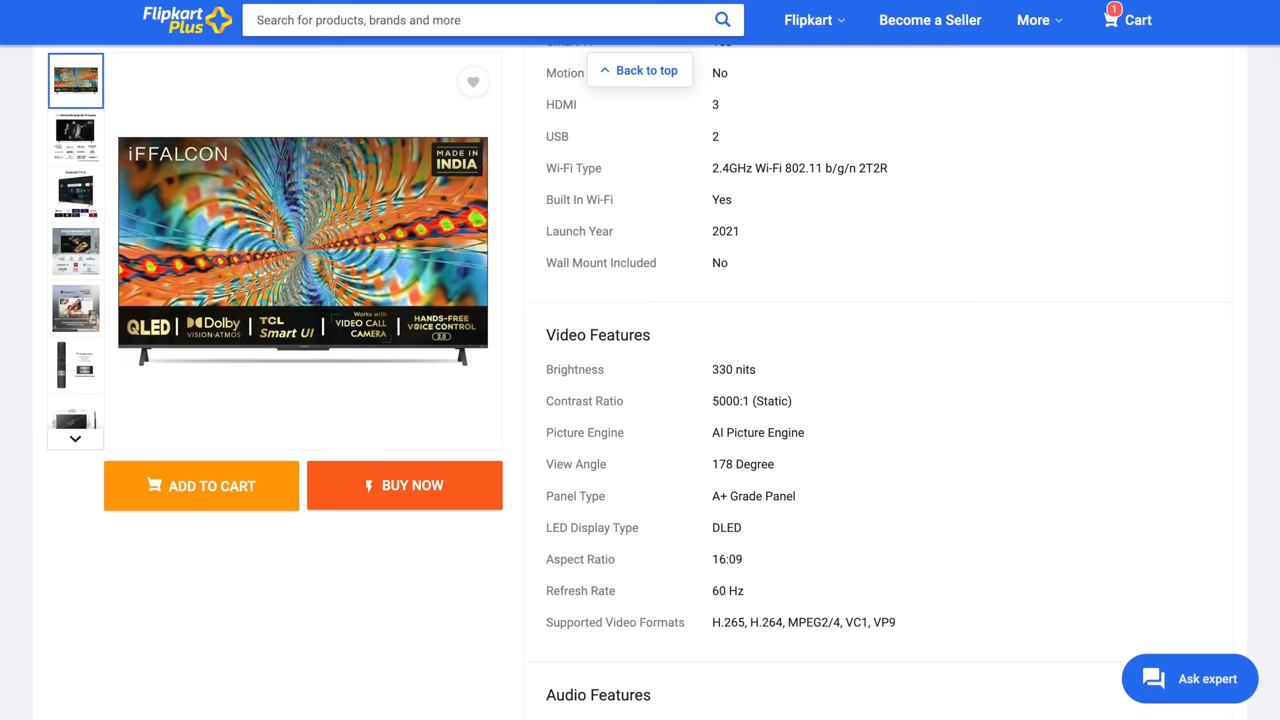 Flipkart
Plus
Search for products, brands and more
Flipkart
Become a Seller
More
1
Cart
Back to top
Motion
No
HDMI
3
USB
2
Wi-Fi Type
2.4GHz Wi-Fi 802.11 b/g/n 2T2R
Built In Wi-Fi
Yes
Launch Year
2021
Wall Mount Included
No
iFFALCON
MADE IN
INDIA
QLED
Dolby
VISION·ATMOS
TCL
Smart UI
Works with
VIDEO CALL
CAMERA
HANDS-FREE
VOICE CONTROL
2.0
ADD TO CART
BUY NOW
Video Features
Brightness
330 nits
Contrast Ratio
5000:1 (Static)
Picture Engine
AI Picture Engine
View Angle
178 Degree
Panel Type
A+ Grade Panel
LED Display Type
DLED
Aspect Ratio
16:09
Refresh Rate
60 Hz
Supported Video Formats
H.265, H.264, MPEG2/4, VC1, VP9
Audio Features
Ask expert